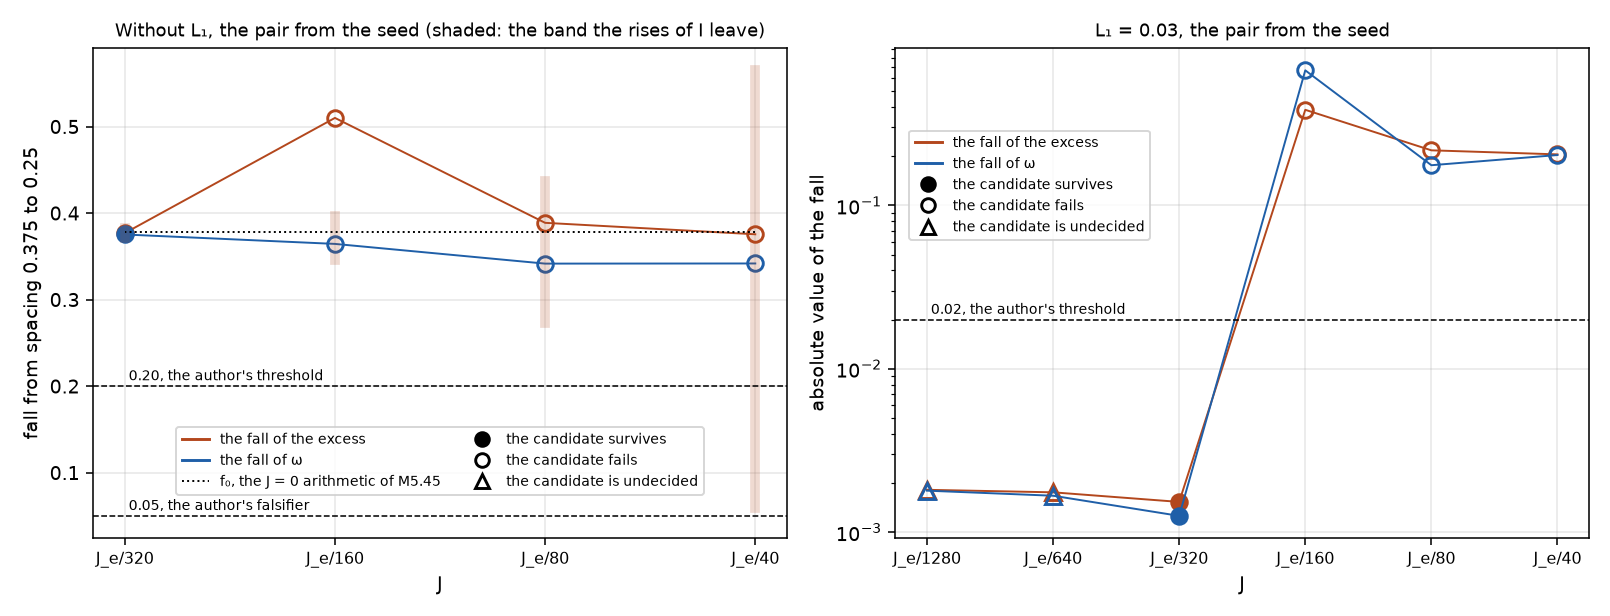 Without L₁, the pair from the seed (shaded: the band the rises of I leave)
fall from spacing 0.375 to 0.25
0.5
0.4
0.3
0.2
0.1
0.20, the author's threshold
the fall of the excess
the fall of ω
f₀, the J = 0 arithmetic of M5.45
the candidate survives
the candidate fails
the candidate is undecided
0.05, the author's falsifier
J_e/320
J_e/160
J_e/80
J_e/40
J
L₁ = 0.03, the pair from the seed
absolute value of the fall
10⁻¹
10⁻²
10⁻³
the fall of the excess
the fall of ω
the candidate survives
the candidate fails
the candidate is undecided
0.02, the author's threshold
J_e/1280
J_e/640
J_e/320
J_e/160
J_e/80
J_e/40
J